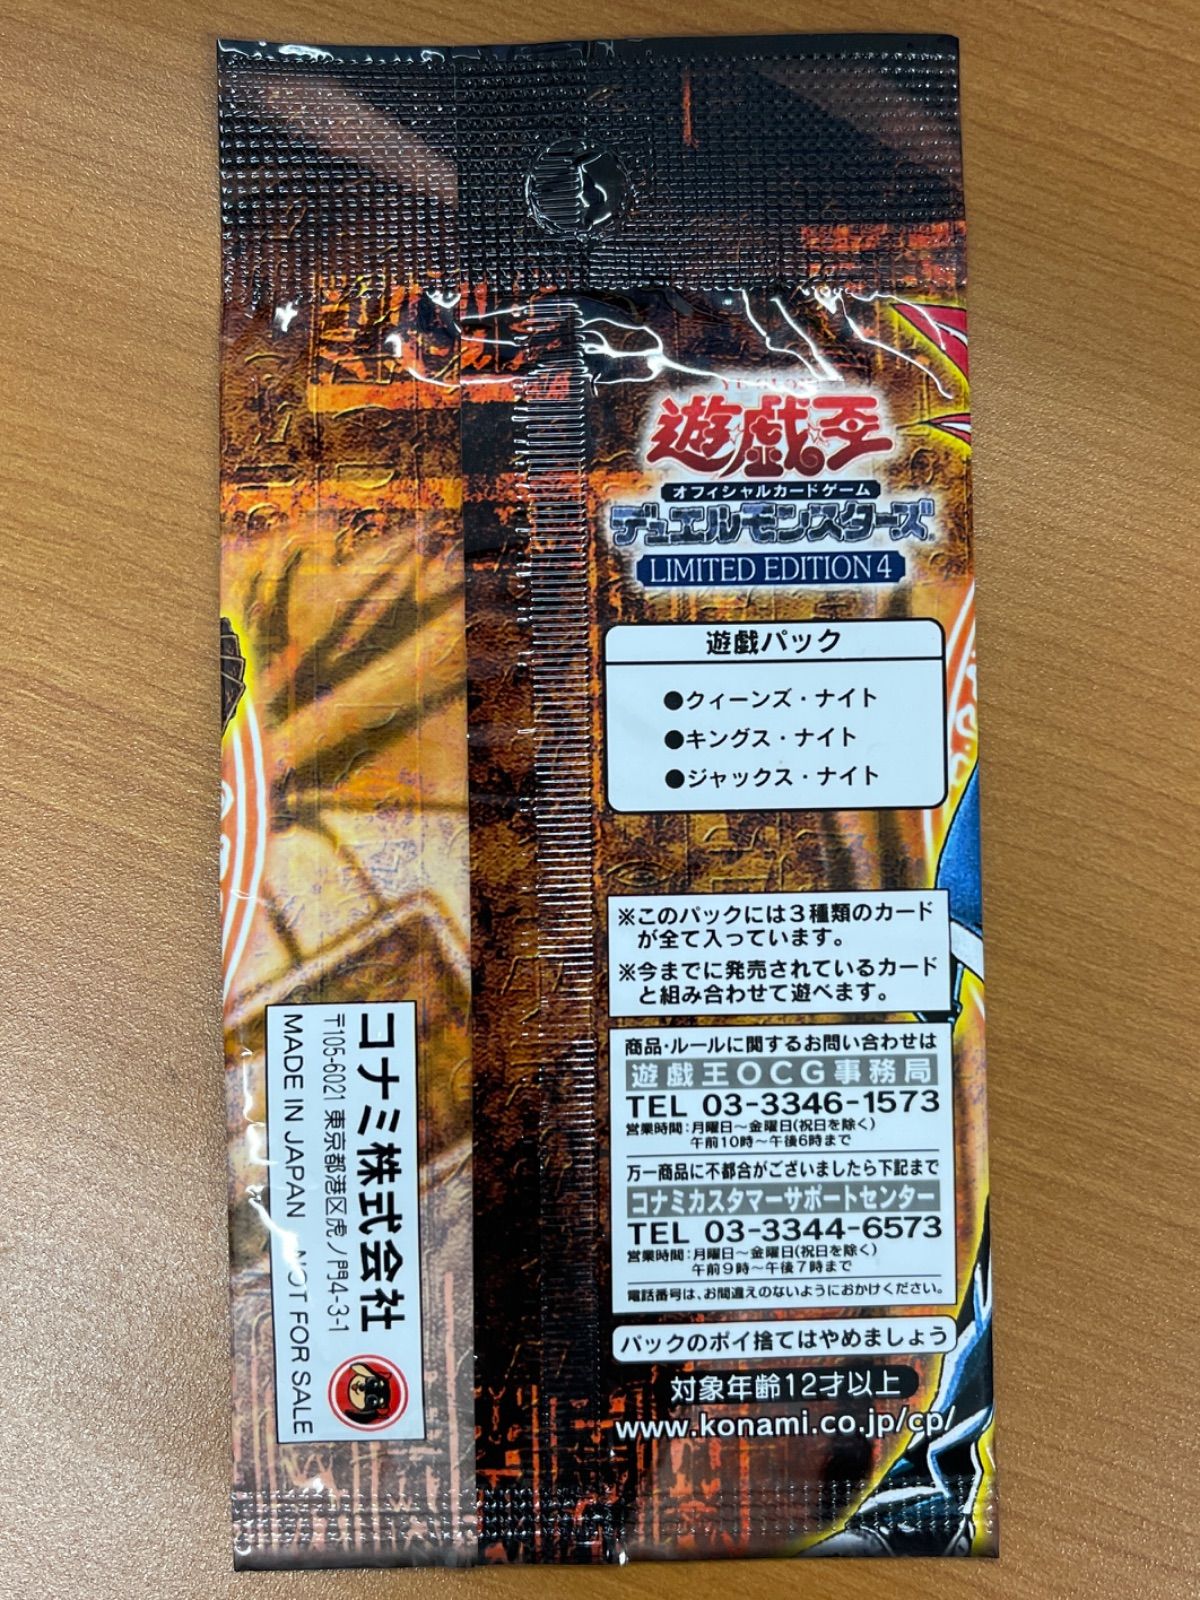 遊戯王
オフィシャルカードゲーム
デュエルモンスターズ
LIMITED EDITION 4
遊戯パック
●クィーンズ・ナイト
●キングス・ナイト
●ジャックス・ナイト
※このパックには3種類のカード
が全て入っています。
※今までに発売されているカード
と組み合わせて遊べます。
商品・ルールに関するお問い合わせは
遊戯王OCG事務局
TEL 03-3346-1573
営業時間:月曜日〜金曜日(祝日を除く)
午前10時〜午後6時まで
万一商品に不都合がございましたら下記まで
コナミカスタマーサポートセンター
TEL 03-3344-6573
営業時間:月曜日〜金曜日(祝日を除く)
午前9時〜午後7時まで
電話番号は、お間違えのないようにおかけください。
パックのポイ捨てはやめましょう
対象年齢12才以上
www.konami.co.jp/cp/
コナミ株式会社
〒105-6021 東京都港区虎ノ門4-3-1
MADE IN JAPAN NOT FOR SALE